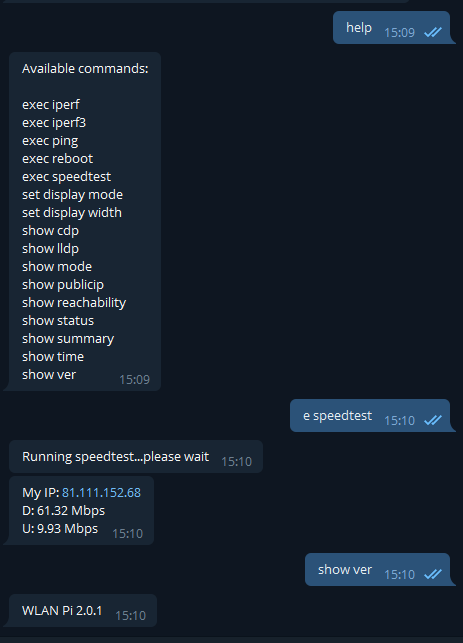 help 15:09
Available commands:
exec iperf
exec iperf3
exec ping
exec reboot
exec speedtest
set display mode
set display width
show cdp
show lldp
show mode
show publicip
show reachability
show status
show summary
show time
show ver 15:09
e speedtest 15:10
Running speedtest...please wait 15:10
My IP: 81.111.152.68
D: 61.32 Mbps
U: 9.93 Mbps 15:10
show ver 15:10
WLAN Pi 2.0.1 15:10